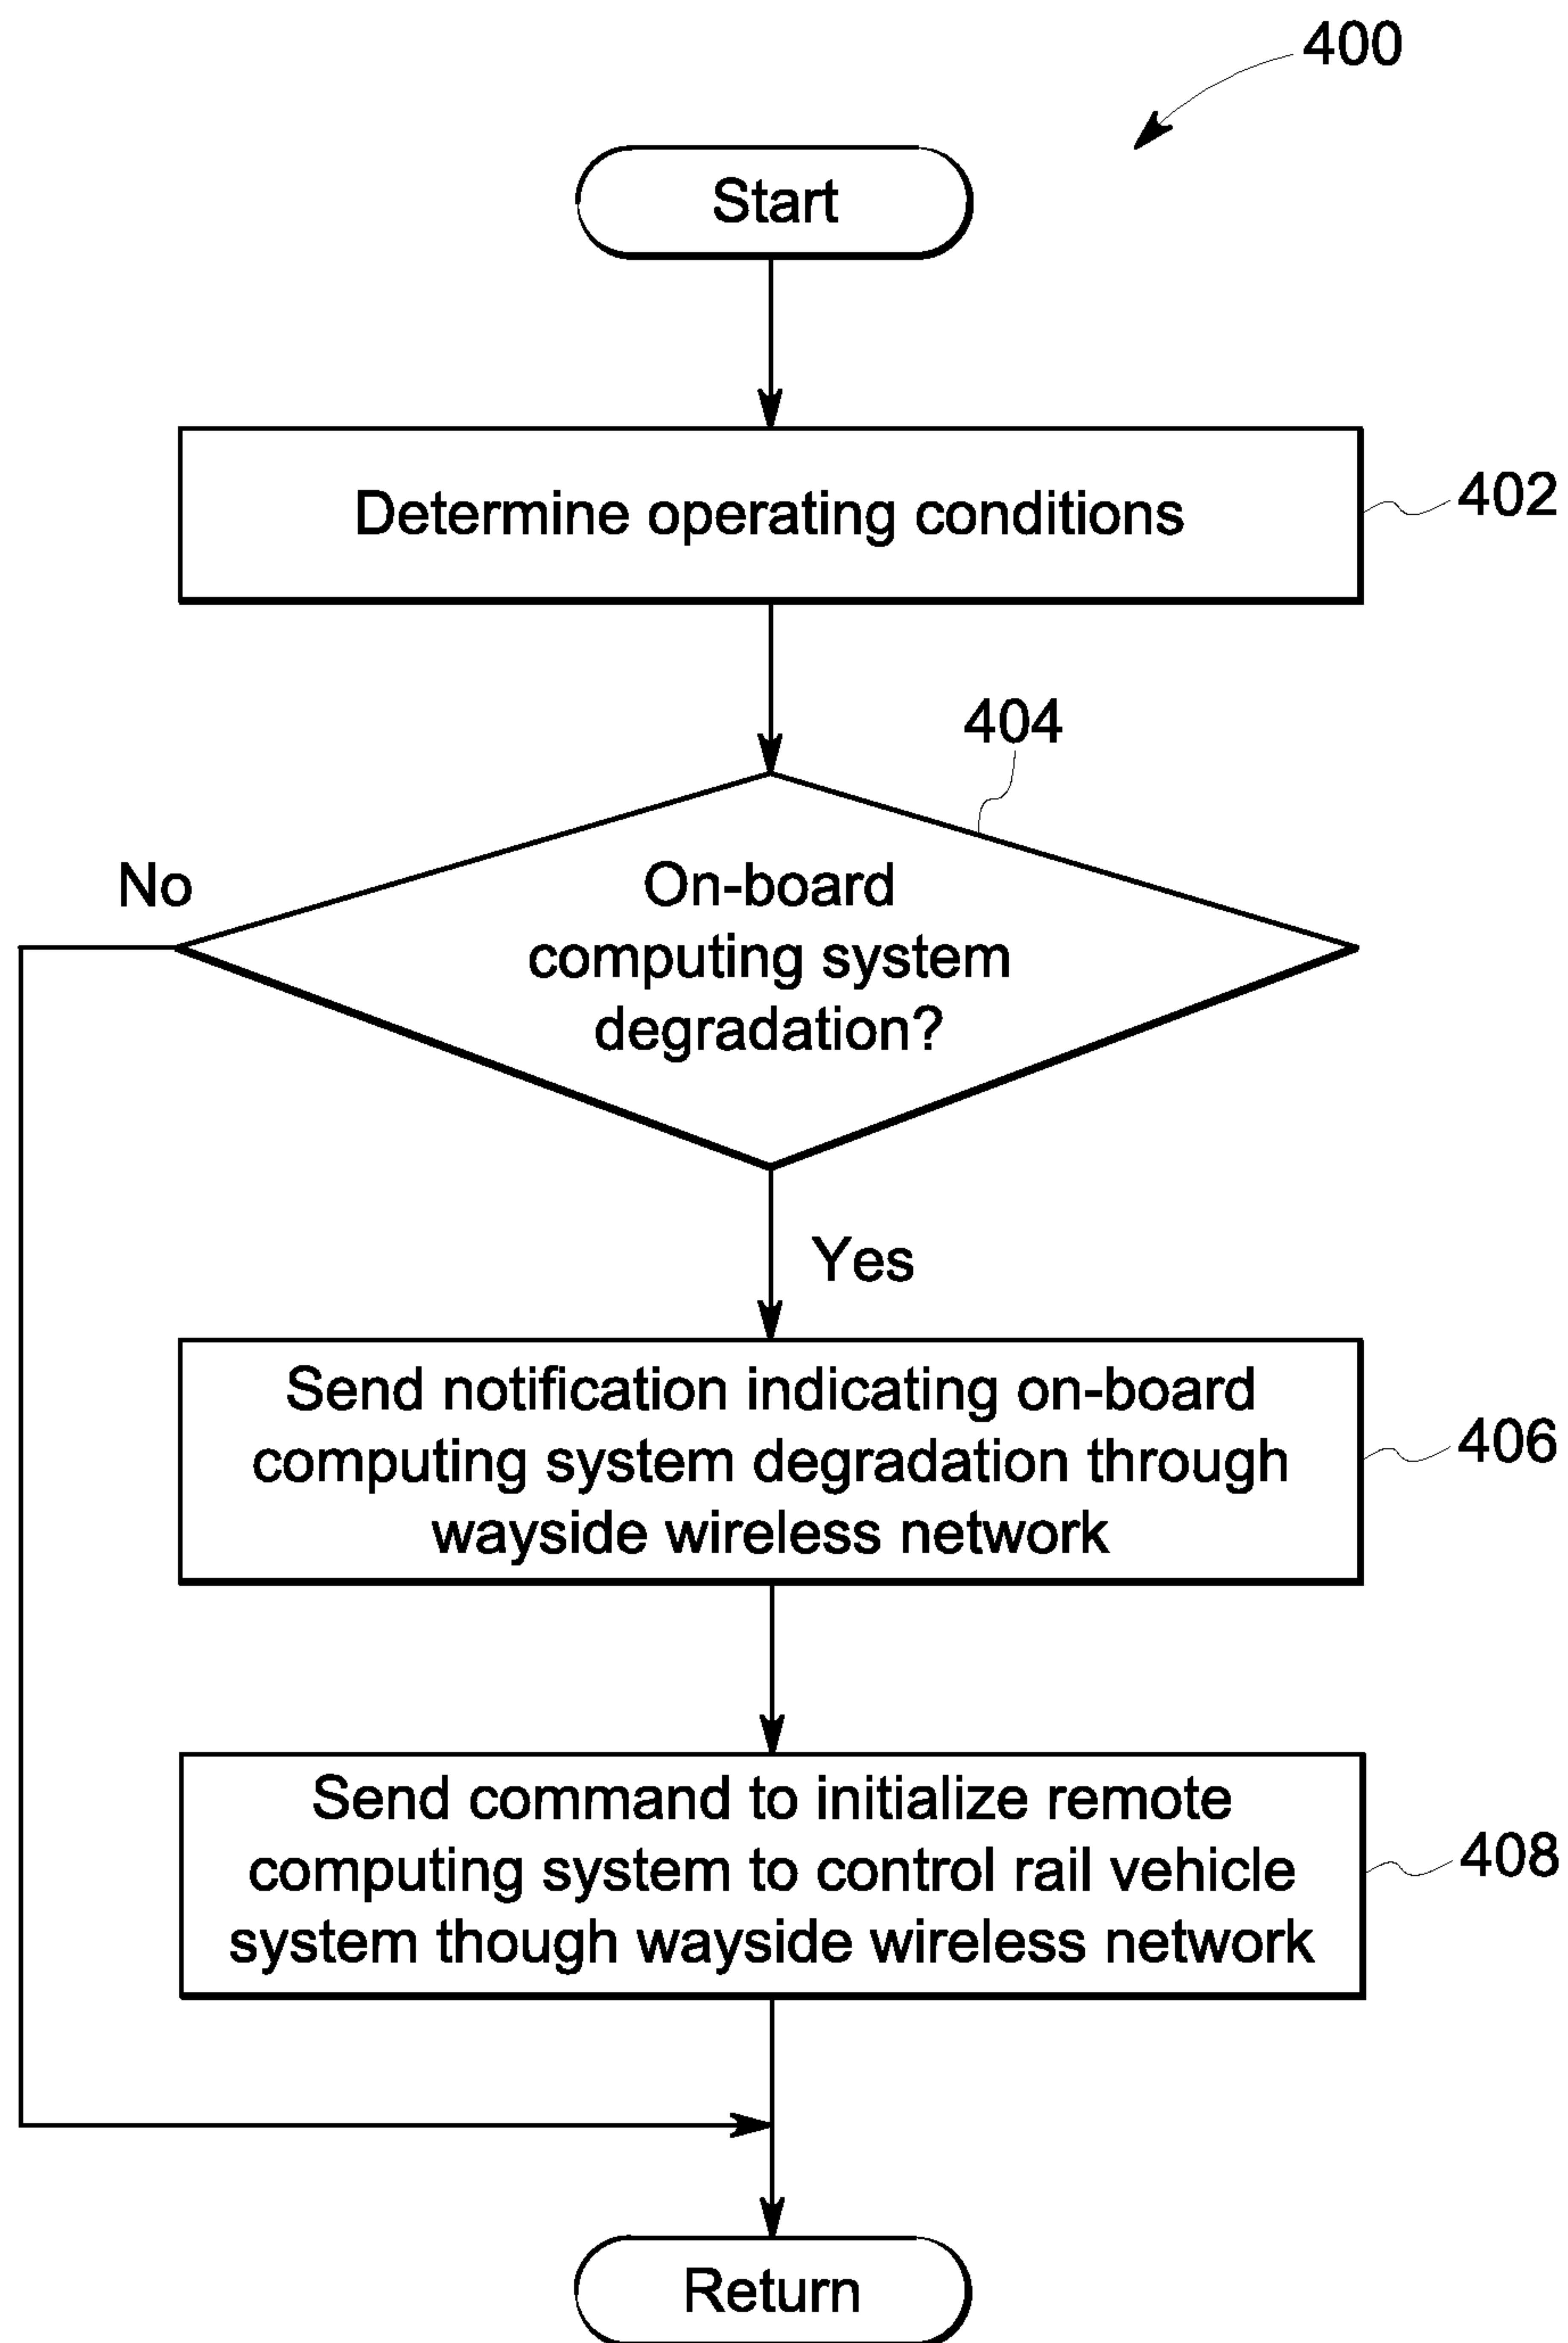 400
Start
Determine operating conditions
402
404
No
On-board
computing system
degradation?
Yes
Send notification indicating on-board
computing system degradation through
wayside wireless network
406
Send command to initialize remote
computing system to control rail vehicle
system though wayside wireless network
408
Return